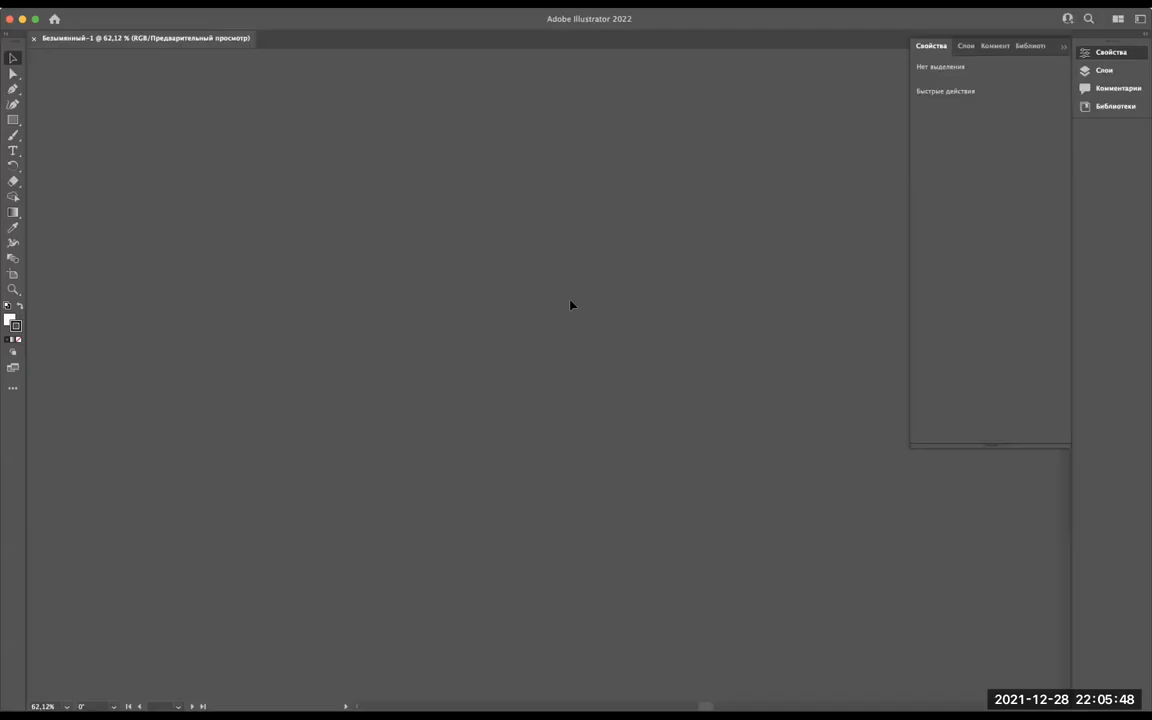 Adobe Illustrator 2022
Безымянный-1 @ 62,12 % (RGB/Предварительный просмотр)
Свойства Слои Коммент Библиот
Нет выделения
Быстрые действия
Свойства
Слои
Комментарии
Библиотеки
62,12% 0°
2021-12-28 22:05:48